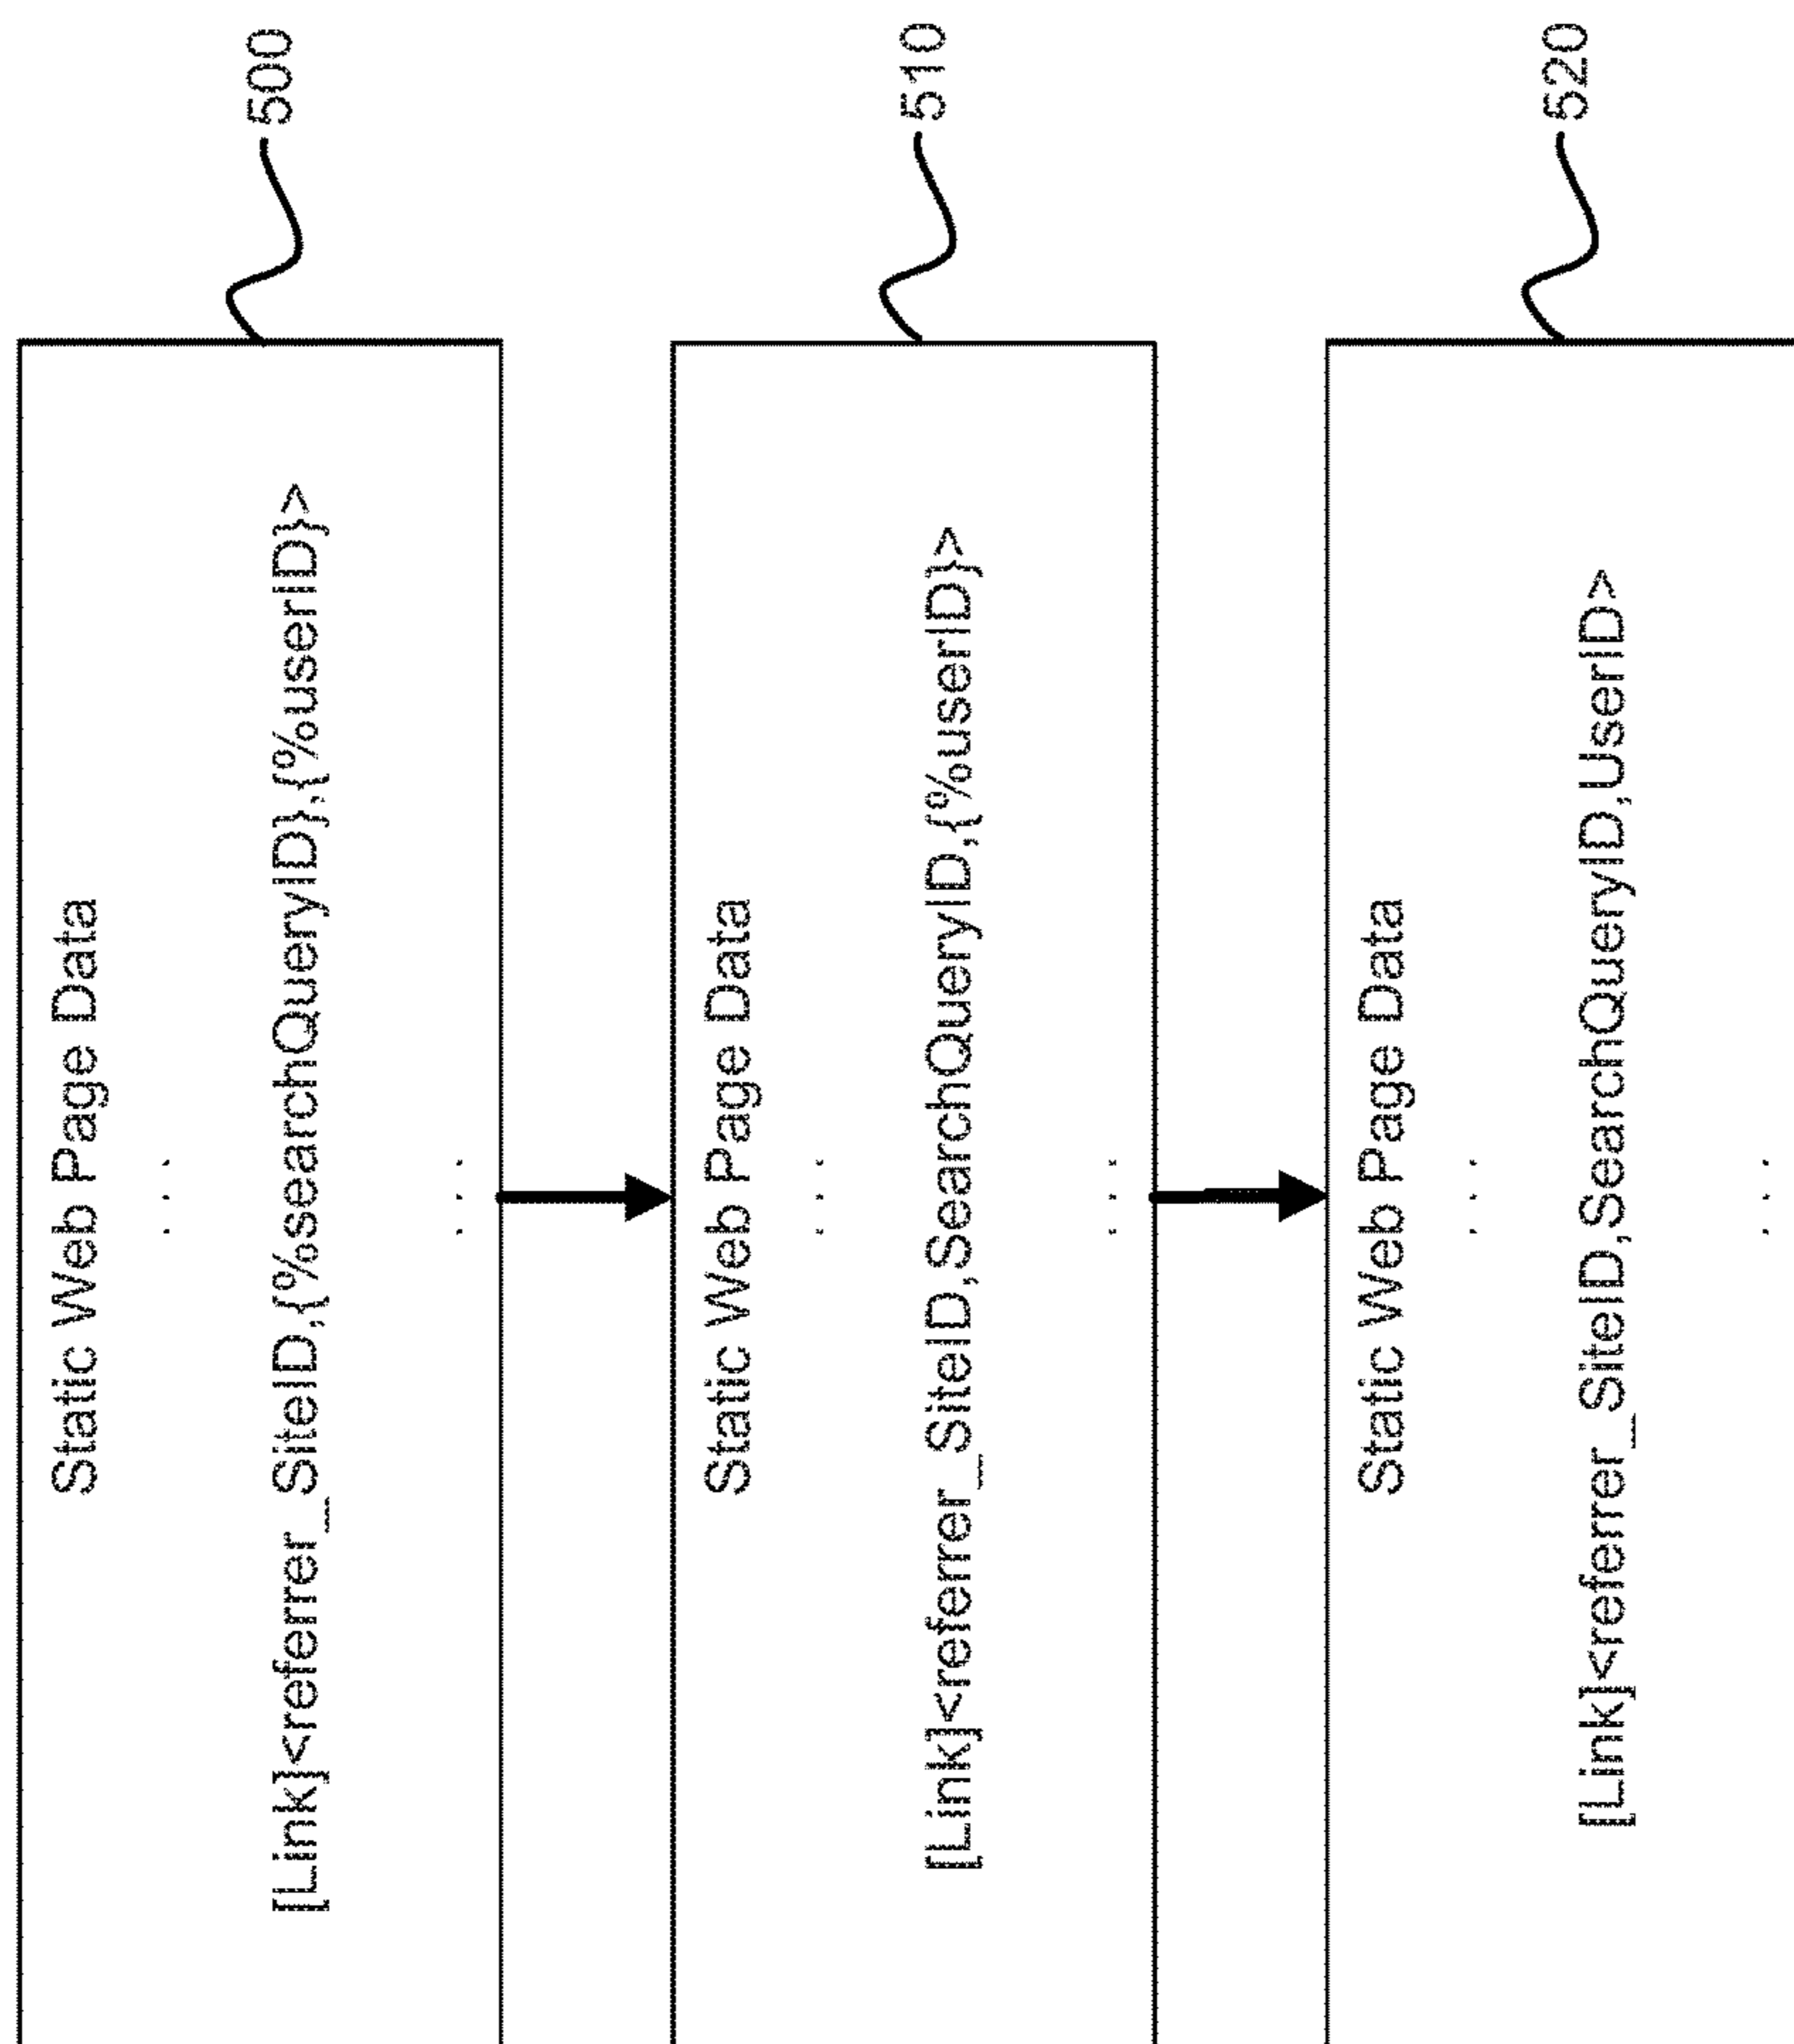 Static Web Page Data
...
[Link]<referrer_SiteID,{%searchQueryID},{%userID}>
...
500
Static Web Page Data
...
[Link]<referrer_SiteID,SearchQueryID,{%userID}>
...
510
Static Web Page Data
...
[Link]<referrer_SiteID,SearchQueryID,UserID>
...
520